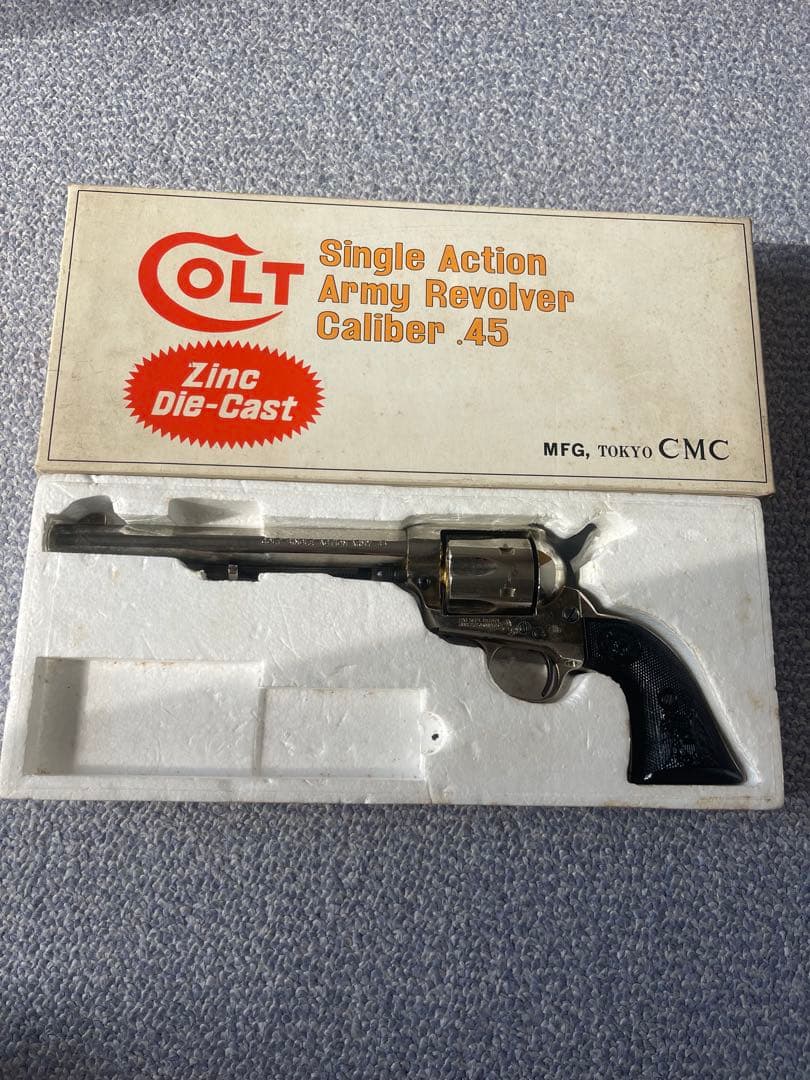 COLT
Single Action
Army Revolver
Caliber .45
Zinc
Die-Cast
MFG, TOKYO CMC